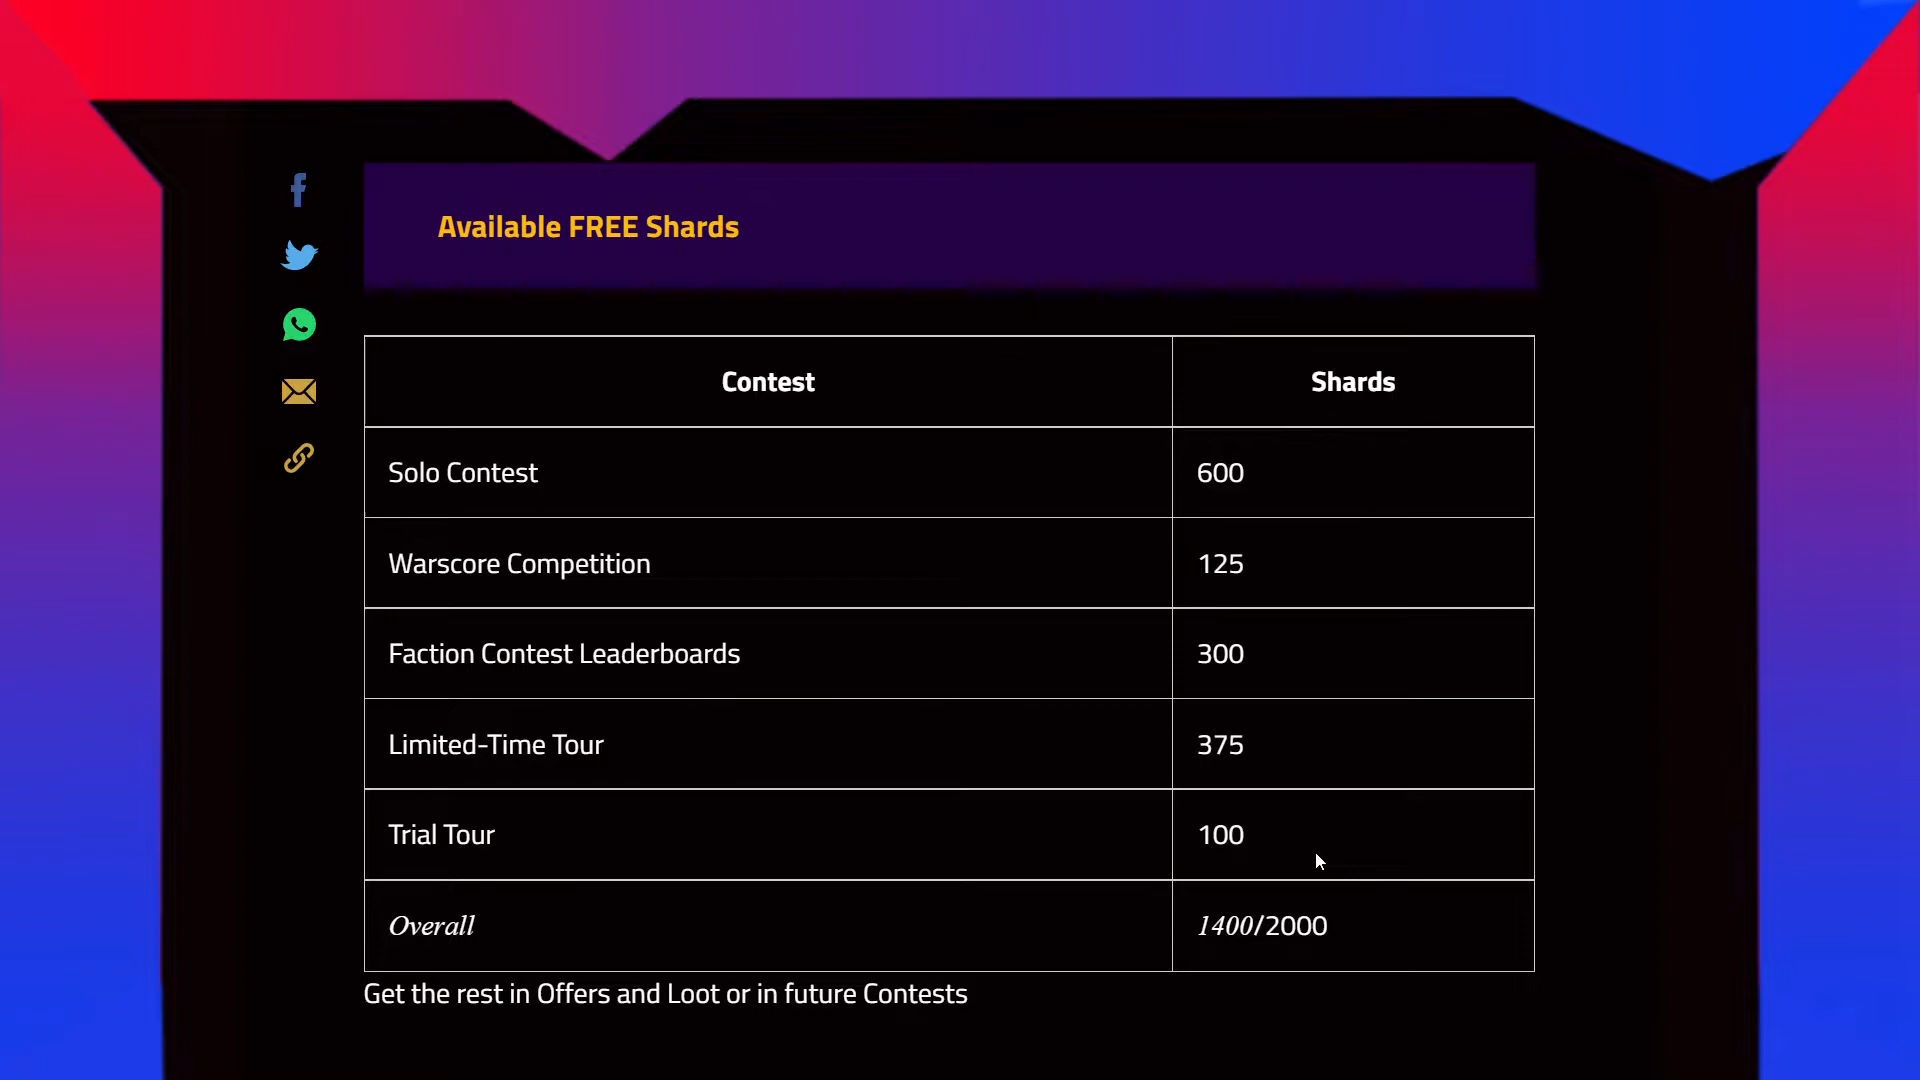 Available FREE Shards
Contest Shards
Solo Contest 600
Warscore Competition 125
Faction Contest Leaderboards 300
Limited-Time Tour 375
Trial Tour 100
Overall 1400/2000
Get the rest in Offers and Loot or in future Contests